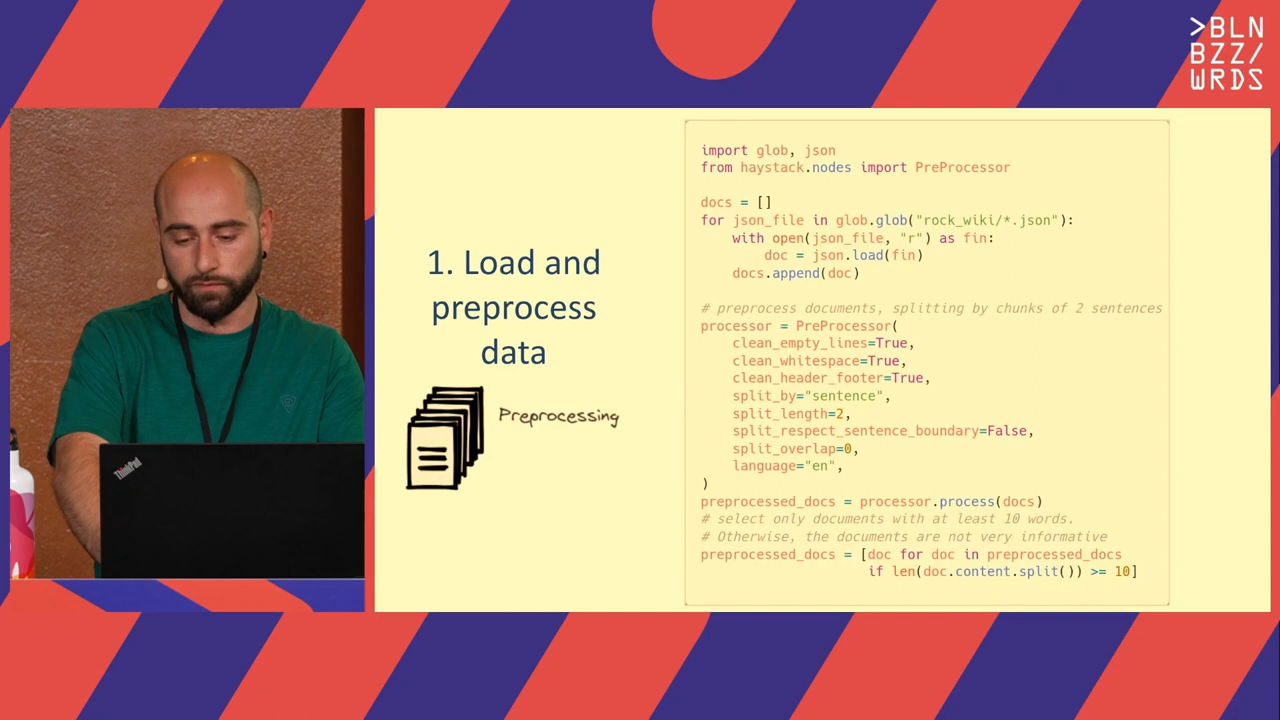 >BLN
BZZ/
WRDS
1. Load and
preprocess
data
Preprocessing
import glob, json
from haystack.nodes import PreProcessor
docs = []
for json_file in glob.glob("rock_wiki/*.json"):
    with open(json_file, "r") as fin:
        doc = json.load(fin)
    docs.append(doc)
# preprocess documents, splitting by chunks of 2 sentences
processor = PreProcessor(
    clean_empty_lines=True,
    clean_whitespace=True,
    clean_header_footer=True,
    split_by="sentence",
    split_length=2,
    split_respect_sentence_boundary=False,
    split_overlap=0,
    language="en",
)
preprocessed_docs = processor.process(docs)
# select only documents with at least 10 words.
# Otherwise, the documents are not very informative
preprocessed_docs = [doc for doc in preprocessed_docs
                     if len(doc.content.split()) >= 10]
ThinkPad